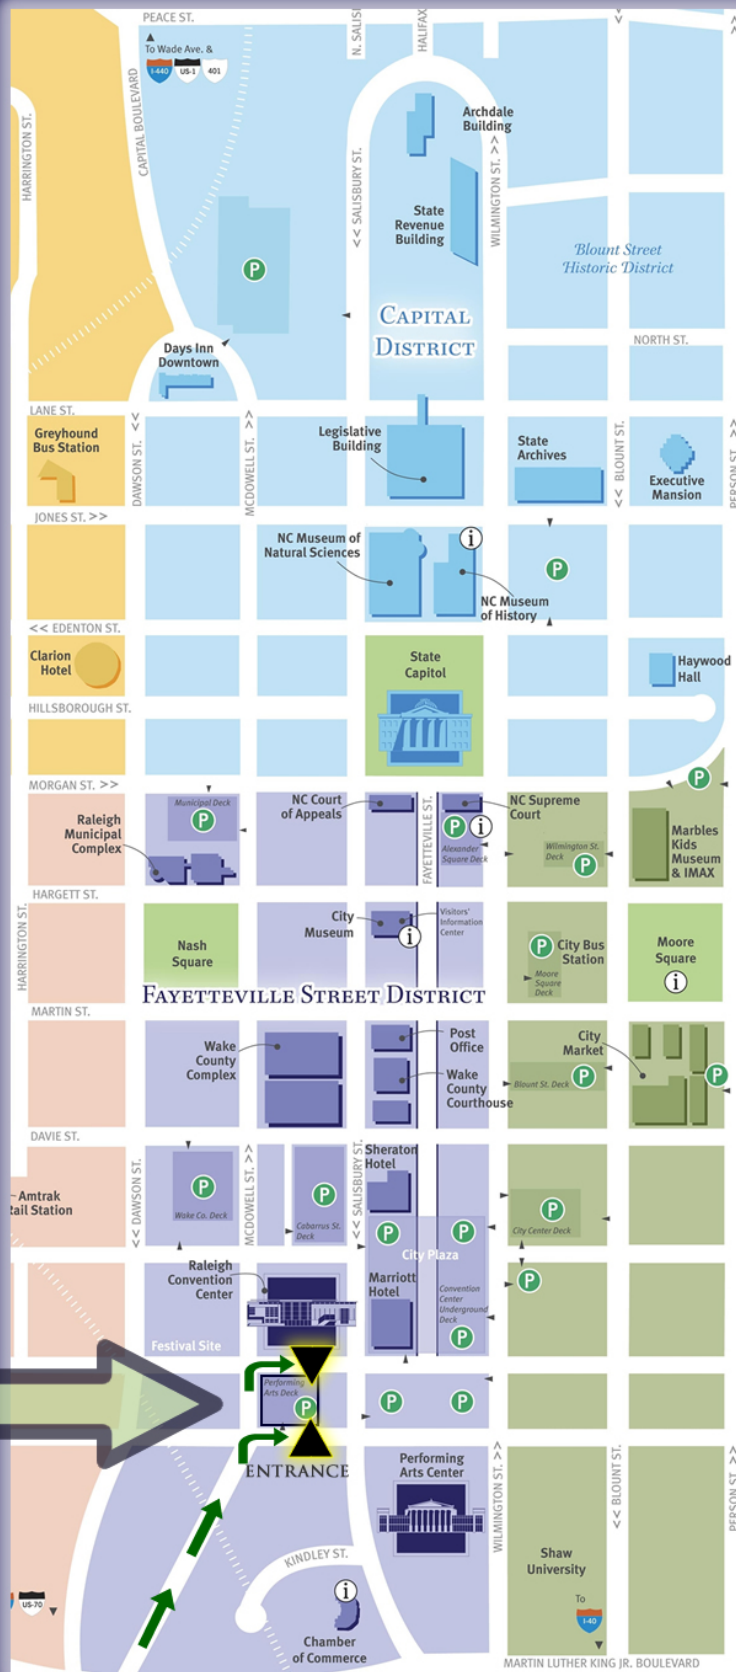 PEACE ST.
To Wade Ave. &
I-440
US-1
401
N. SALISB
HALIFAX
HARRINGTON ST.
CAPITAL BOULEVARD
<< SALISBURY ST.
WILMINGTON ST. >>
Archdale
Building
State
Revenue
Building
Blount Street
Historic District
P
CAPITAL
DISTRICT
NORTH ST.
Days Inn
Downtown
LANE ST.
Greyhound
Bus Station
<< DAWSON ST.
MCDOWELL ST. >>
Legislative
Building
State
Archives
<< BLOUNT ST.
Executive
Mansion
PERSON ST. >>
JONES ST. >>
NC Museum of
Natural Sciences
i
P
NC Museum
of History
<< EDENTON ST.
Clarion
Hotel
State
Capitol
Haywood
Hall
HILLSBOROUGH ST.
MORGAN ST. >>
P
Municipal Deck
P
Raleigh
Municipal
Complex
NC Court
of Appeals
FAYETTEVILLE ST.
NC Supreme
Court
P
i
Alexander
Square Deck
Wilmington St.
Deck
P
Marbles
Kids
Museum
& IMAX
HARGETT ST.
HARRINGTON ST.
Nash
Square
City
Museum
Visitors'
Information
Center
i
P
City Bus
Station
Moore
Square
Deck
Moore
Square
i
FAYETTEVILLE STREET DISTRICT
MARTIN ST.
Wake
County
Complex
Post
Office
Wake
County
Courthouse
City
Market
Blount St. Deck
P
P
DAVIE ST.
<< DAWSON ST.
MCDOWELL ST. >>
<< SALISBURY ST.
Sheraton
Hotel
Amtrak
Rail Station
P
Wake Co. Deck
P
Cabarrus St.
Deck
P
P
City Plaza
P
City Center Deck
Raleigh
Convention
Center
Marriott
Hotel
Convention
Center
Underground
Deck
P
P
Festival Site
Performing
Arts Deck
P
P
P
ENTRANCE
Performing
Arts Center
WILMINGTON ST. >>
<< BLOUNT ST.
PERSON ST. >>
Shaw
University
KINDLEY ST.
US-70
i
Chamber
of Commerce
To
I-40
MARTIN LUTHER KING JR. BOULEVARD